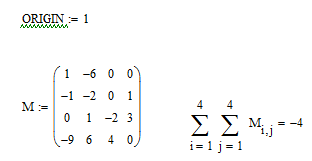 ORIGIN := 1
M := ( 1 -6 0 0
-1 -2 0 1
0 1 -2 3
-9 6 4 0 )
4 4
∑ ∑ M i,j = -4
i = 1 j = 1